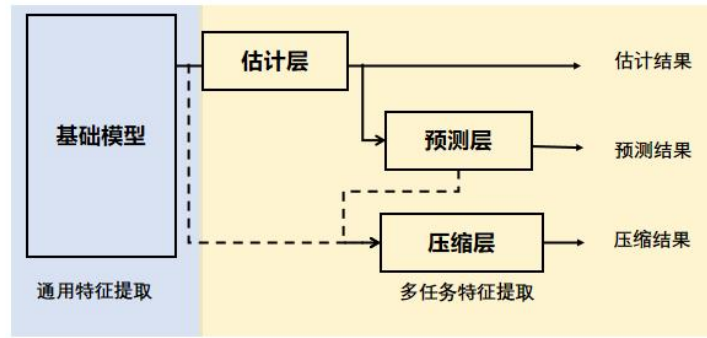 估计层
估计结果
基础模型
预测层
预测结果
压缩层
压缩结果
通用特征提取
多任务特征提取